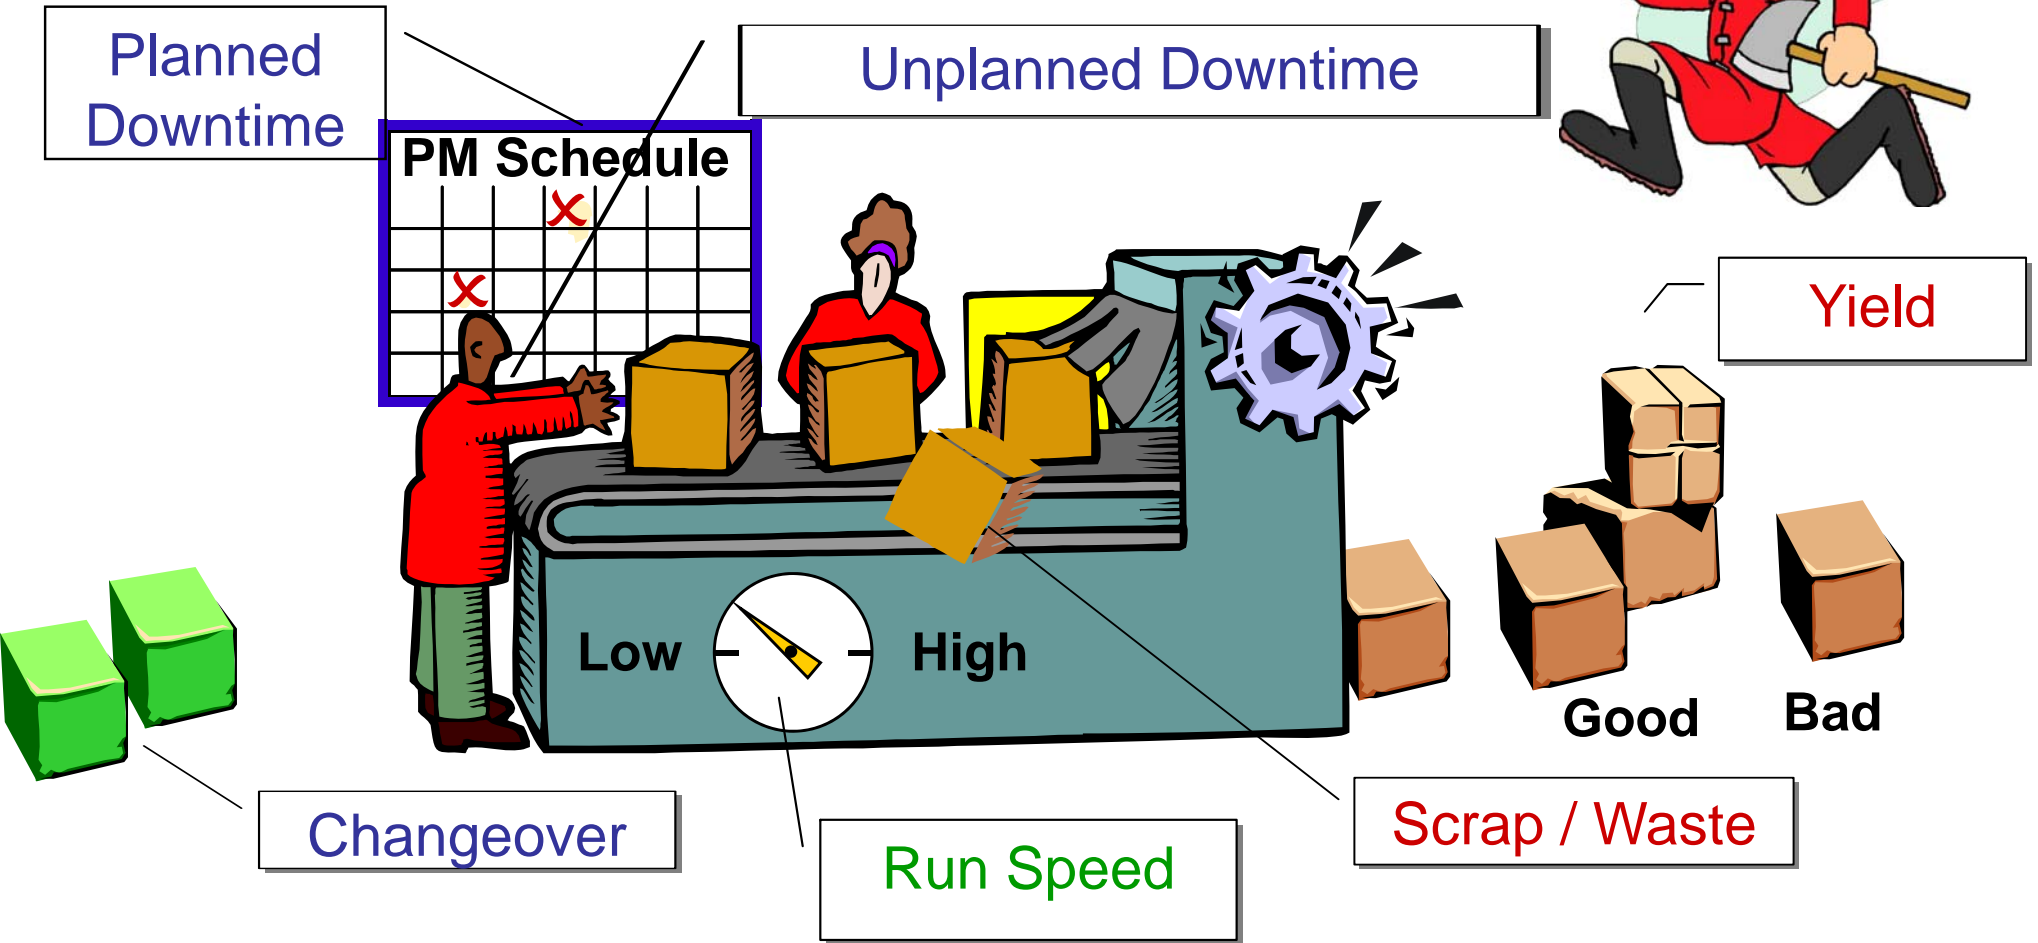 Planned
Downtime
Unplanned Downtime
PM Schedule
Yield
Low
High
Good
Bad
Changeover
Run Speed
Scrap / Waste